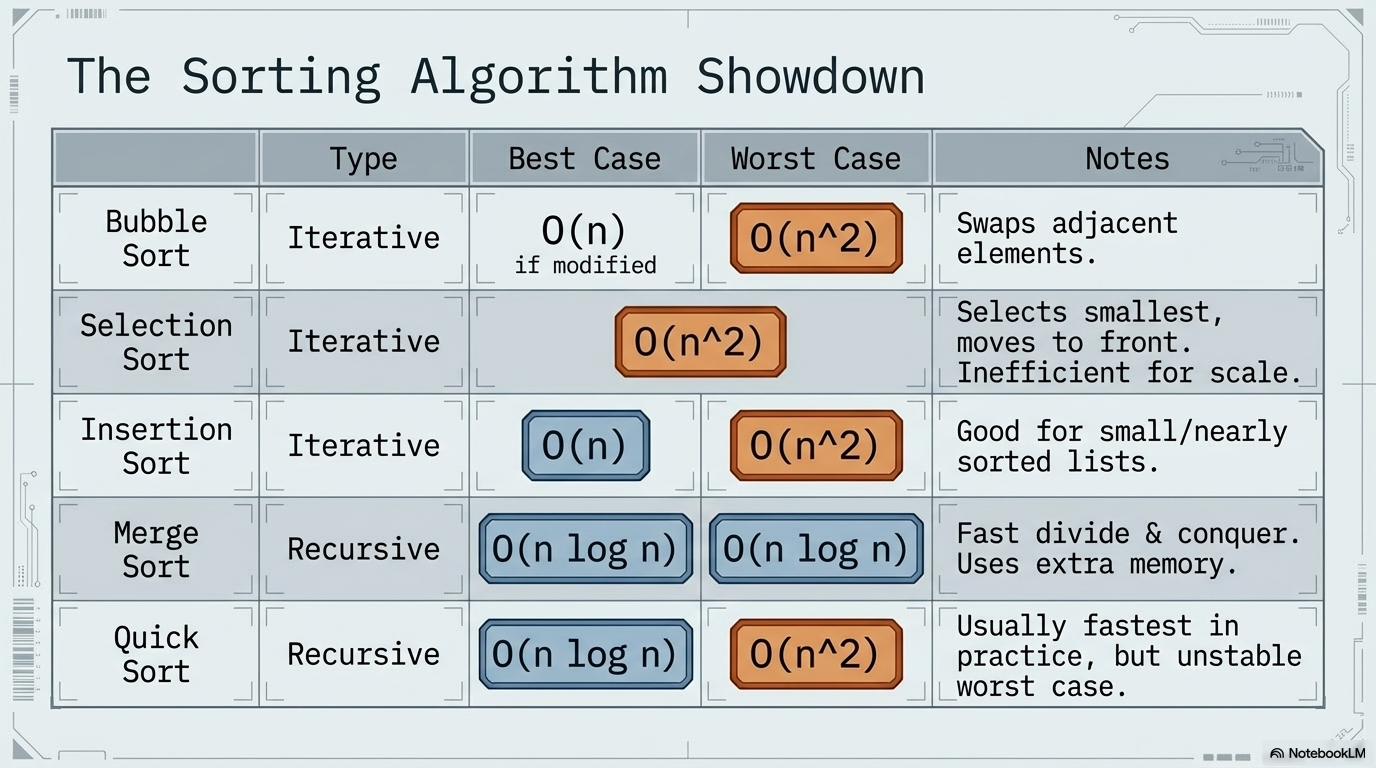 The Sorting Algorithm Showdown
Type
Best Case
Worst Case
Notes
Bubble
Sort
Iterative
O(n)
if modified
O(n^2)
Swaps adjacent
elements.
Selection
Sort
Iterative
O(n^2)
Selects smallest,
moves to front.
Inefficient for scale.
Insertion
Sort
Iterative
O(n)
O(n^2)
Good for small/nearly
sorted lists.
Merge
Sort
Recursive
O(n log n)
O(n log n)
Fast divide & conquer.
Uses extra memory.
Quick
Sort
Recursive
O(n log n)
O(n^2)
Usually fastest in
practice, but unstable
worst case.
NotebookLM